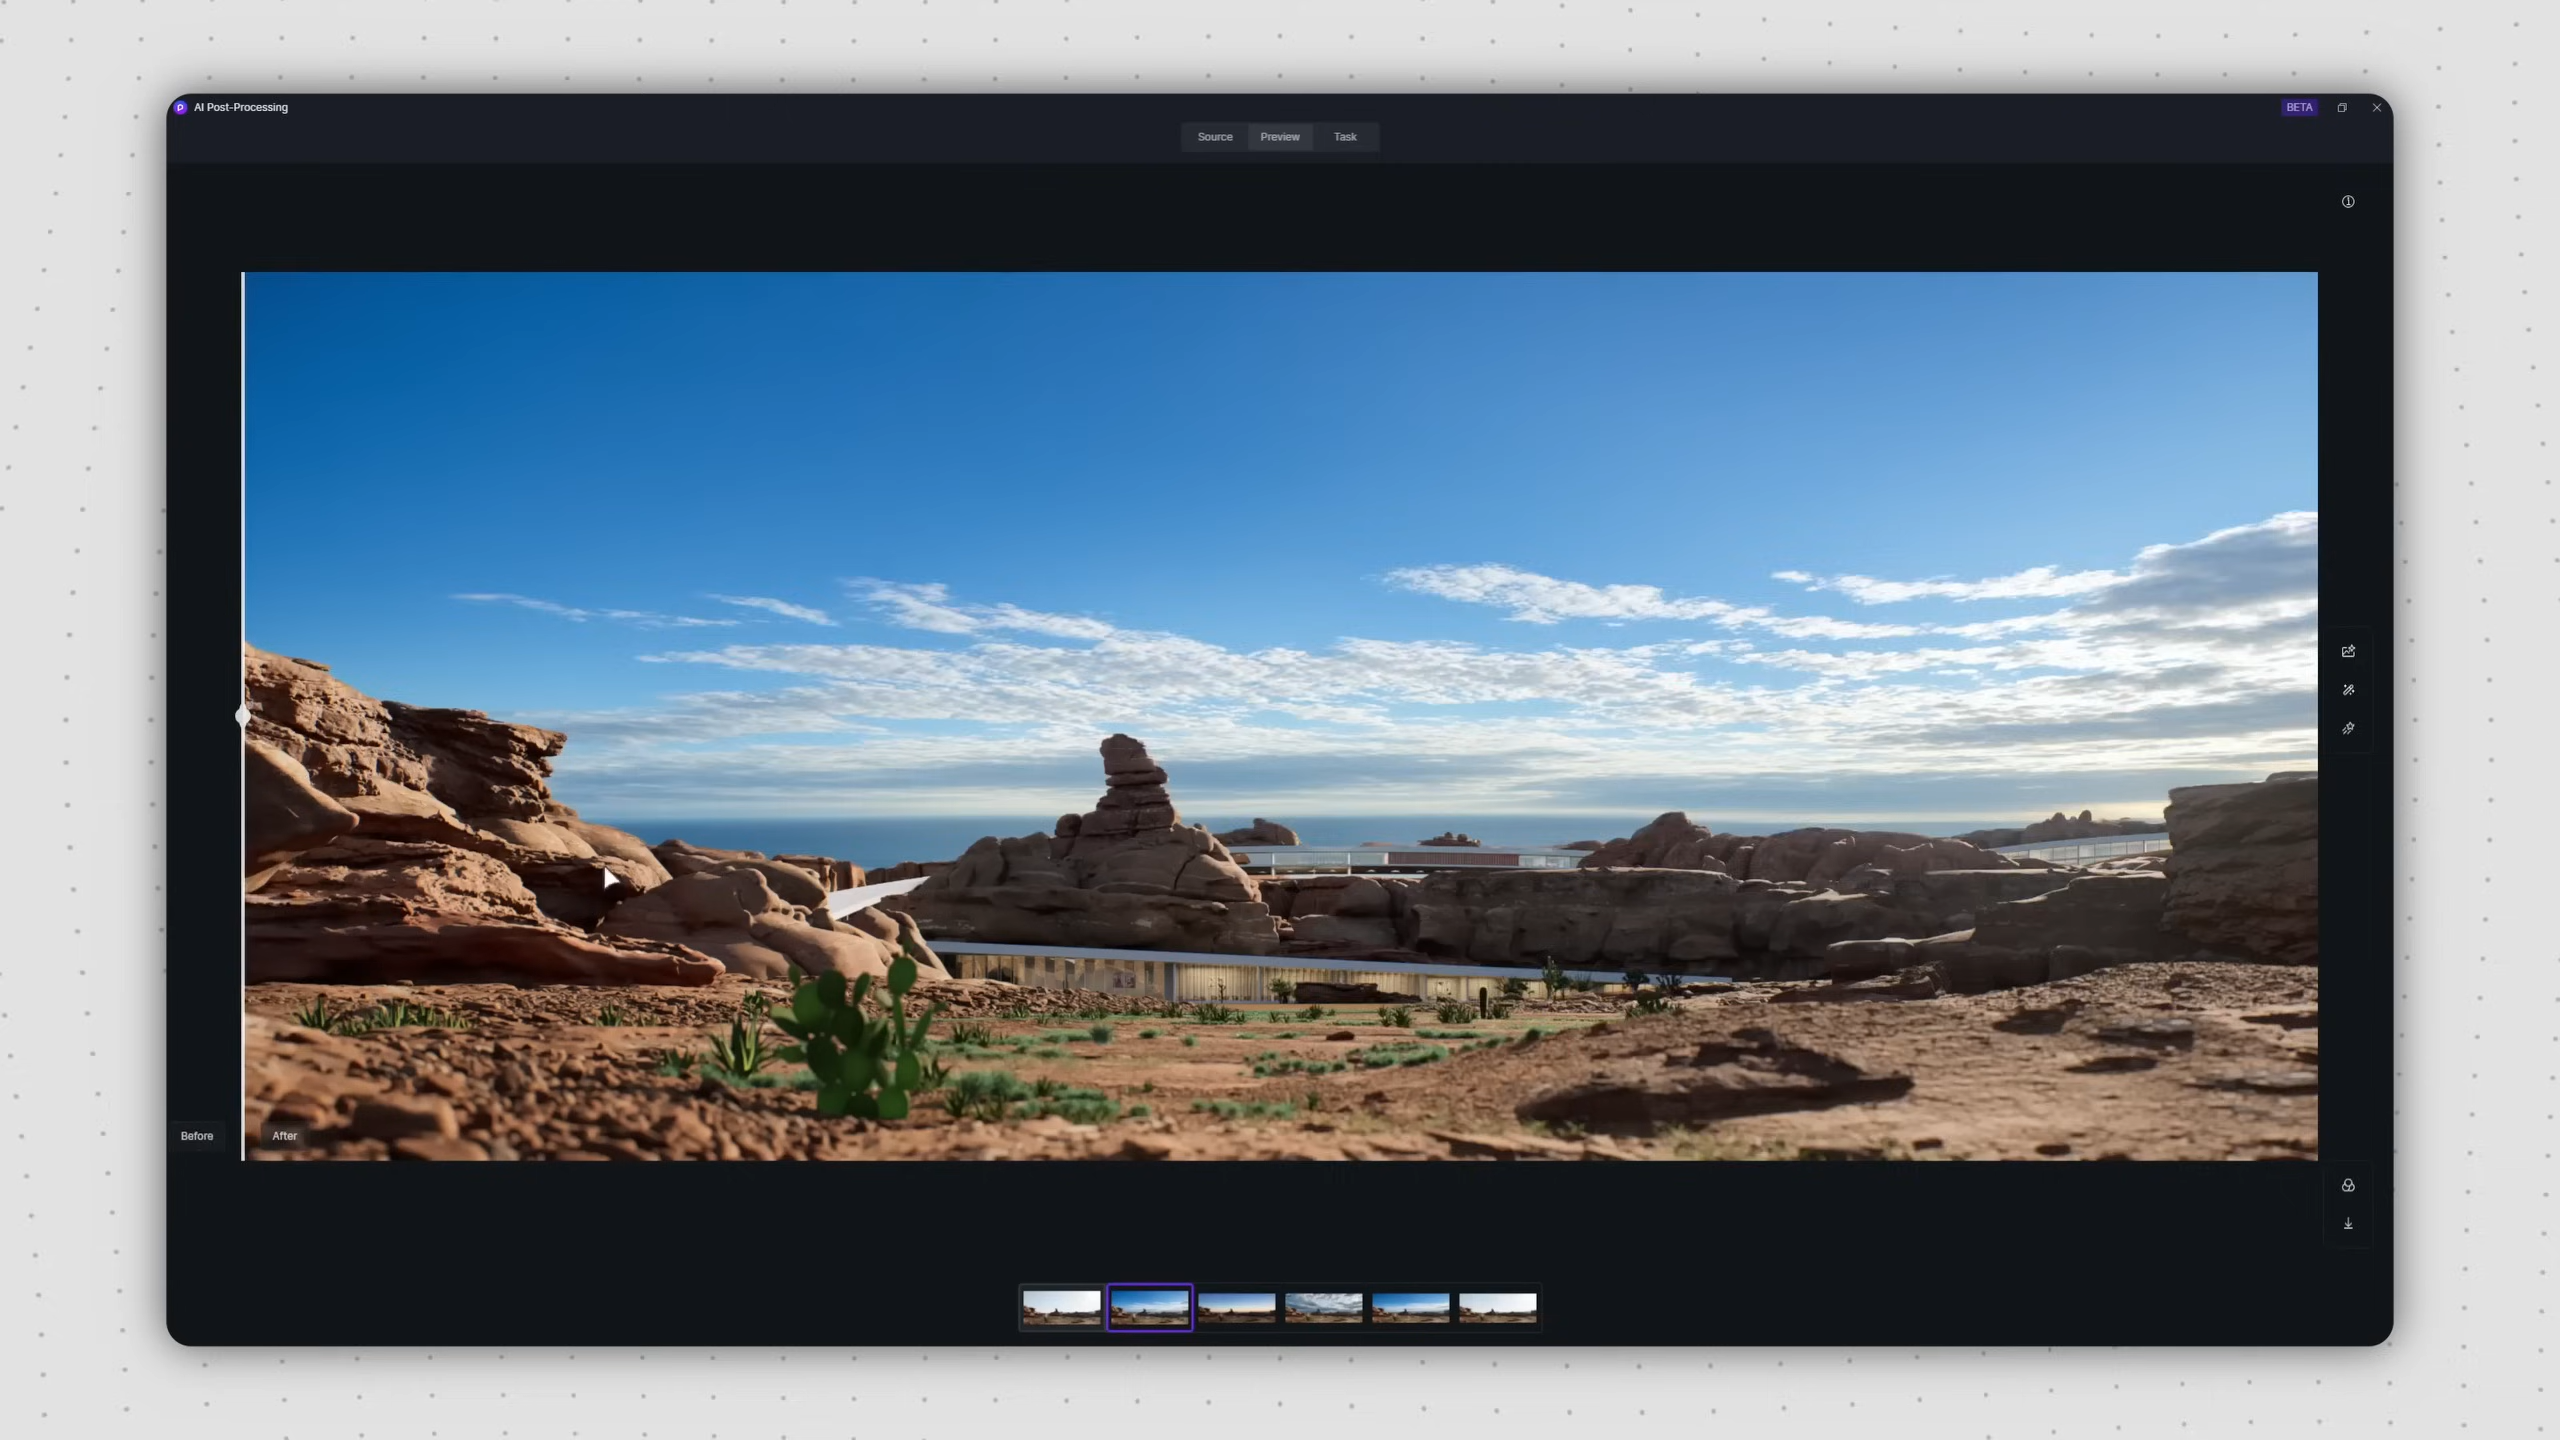 AI Post-Processing
BETA
Source Preview Task
Before
After